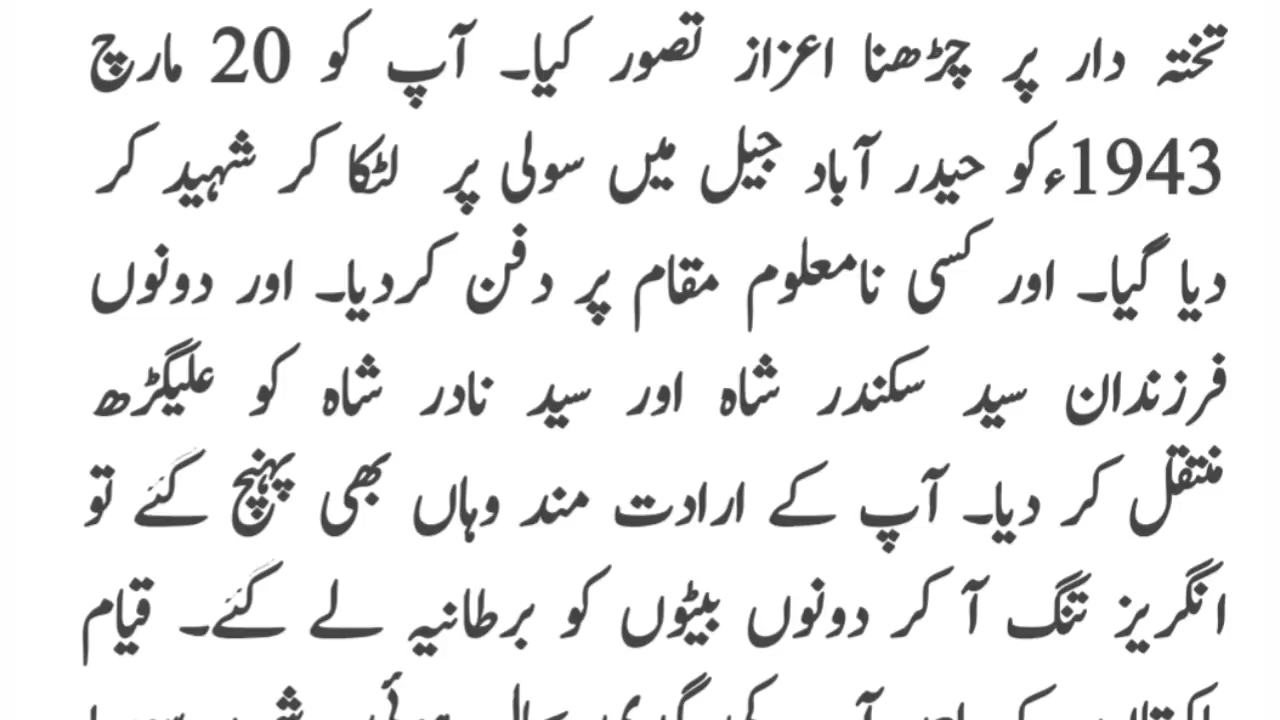 تختہ دار پر چڑھنا اعزاز تصور کیا۔ آپ کو 20 مارچ
1943ء کو حیدر آباد جیل میں سولی پر لٹکا کر شہید کر
دیا گیا۔ اور کسی نامعلوم مقام پر دفن کردیا۔ اور دونوں
فرزندان سید سکندر شاہ اور سید نادر شاہ کو علیگڑھ
منتقل کر دیا۔ آپ کے ارادت مند وہاں بھی پہنچ گئے تو
انگریز تنگ آ کر دونوں بیٹوں کو برطانیہ لے گئے۔ قیام